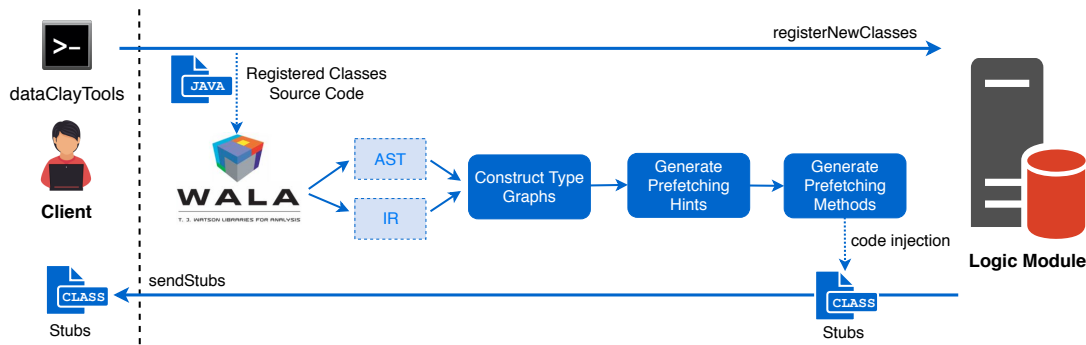 >-
dataClayTools
Client
registerNewClasses
JAVA
Registered Classes
Source Code
WALA
T. J. WATSON LIBRARIES FOR ANALYSIS
AST
IR
Construct Type
Graphs
Generate
Prefetching
Hints
Generate
Prefetching
Methods
code injection
Logic Module
sendStubs
CLASS
Stubs
CLASS
Stubs